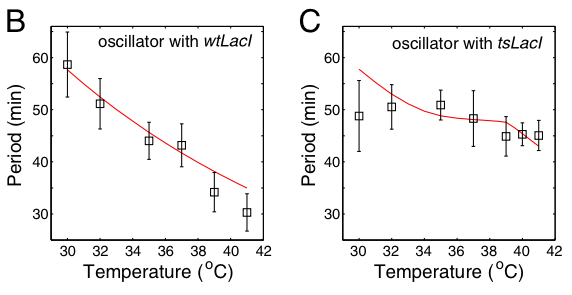 B
oscillator with wtLacI
Period (min)
60
50
40
30
30 32 34 36 38 40 42
Temperature (°C)
C
oscillator with tsLacI
Period (min)
60
50
40
30
30 32 34 36 38 40 42
Temperature (°C)